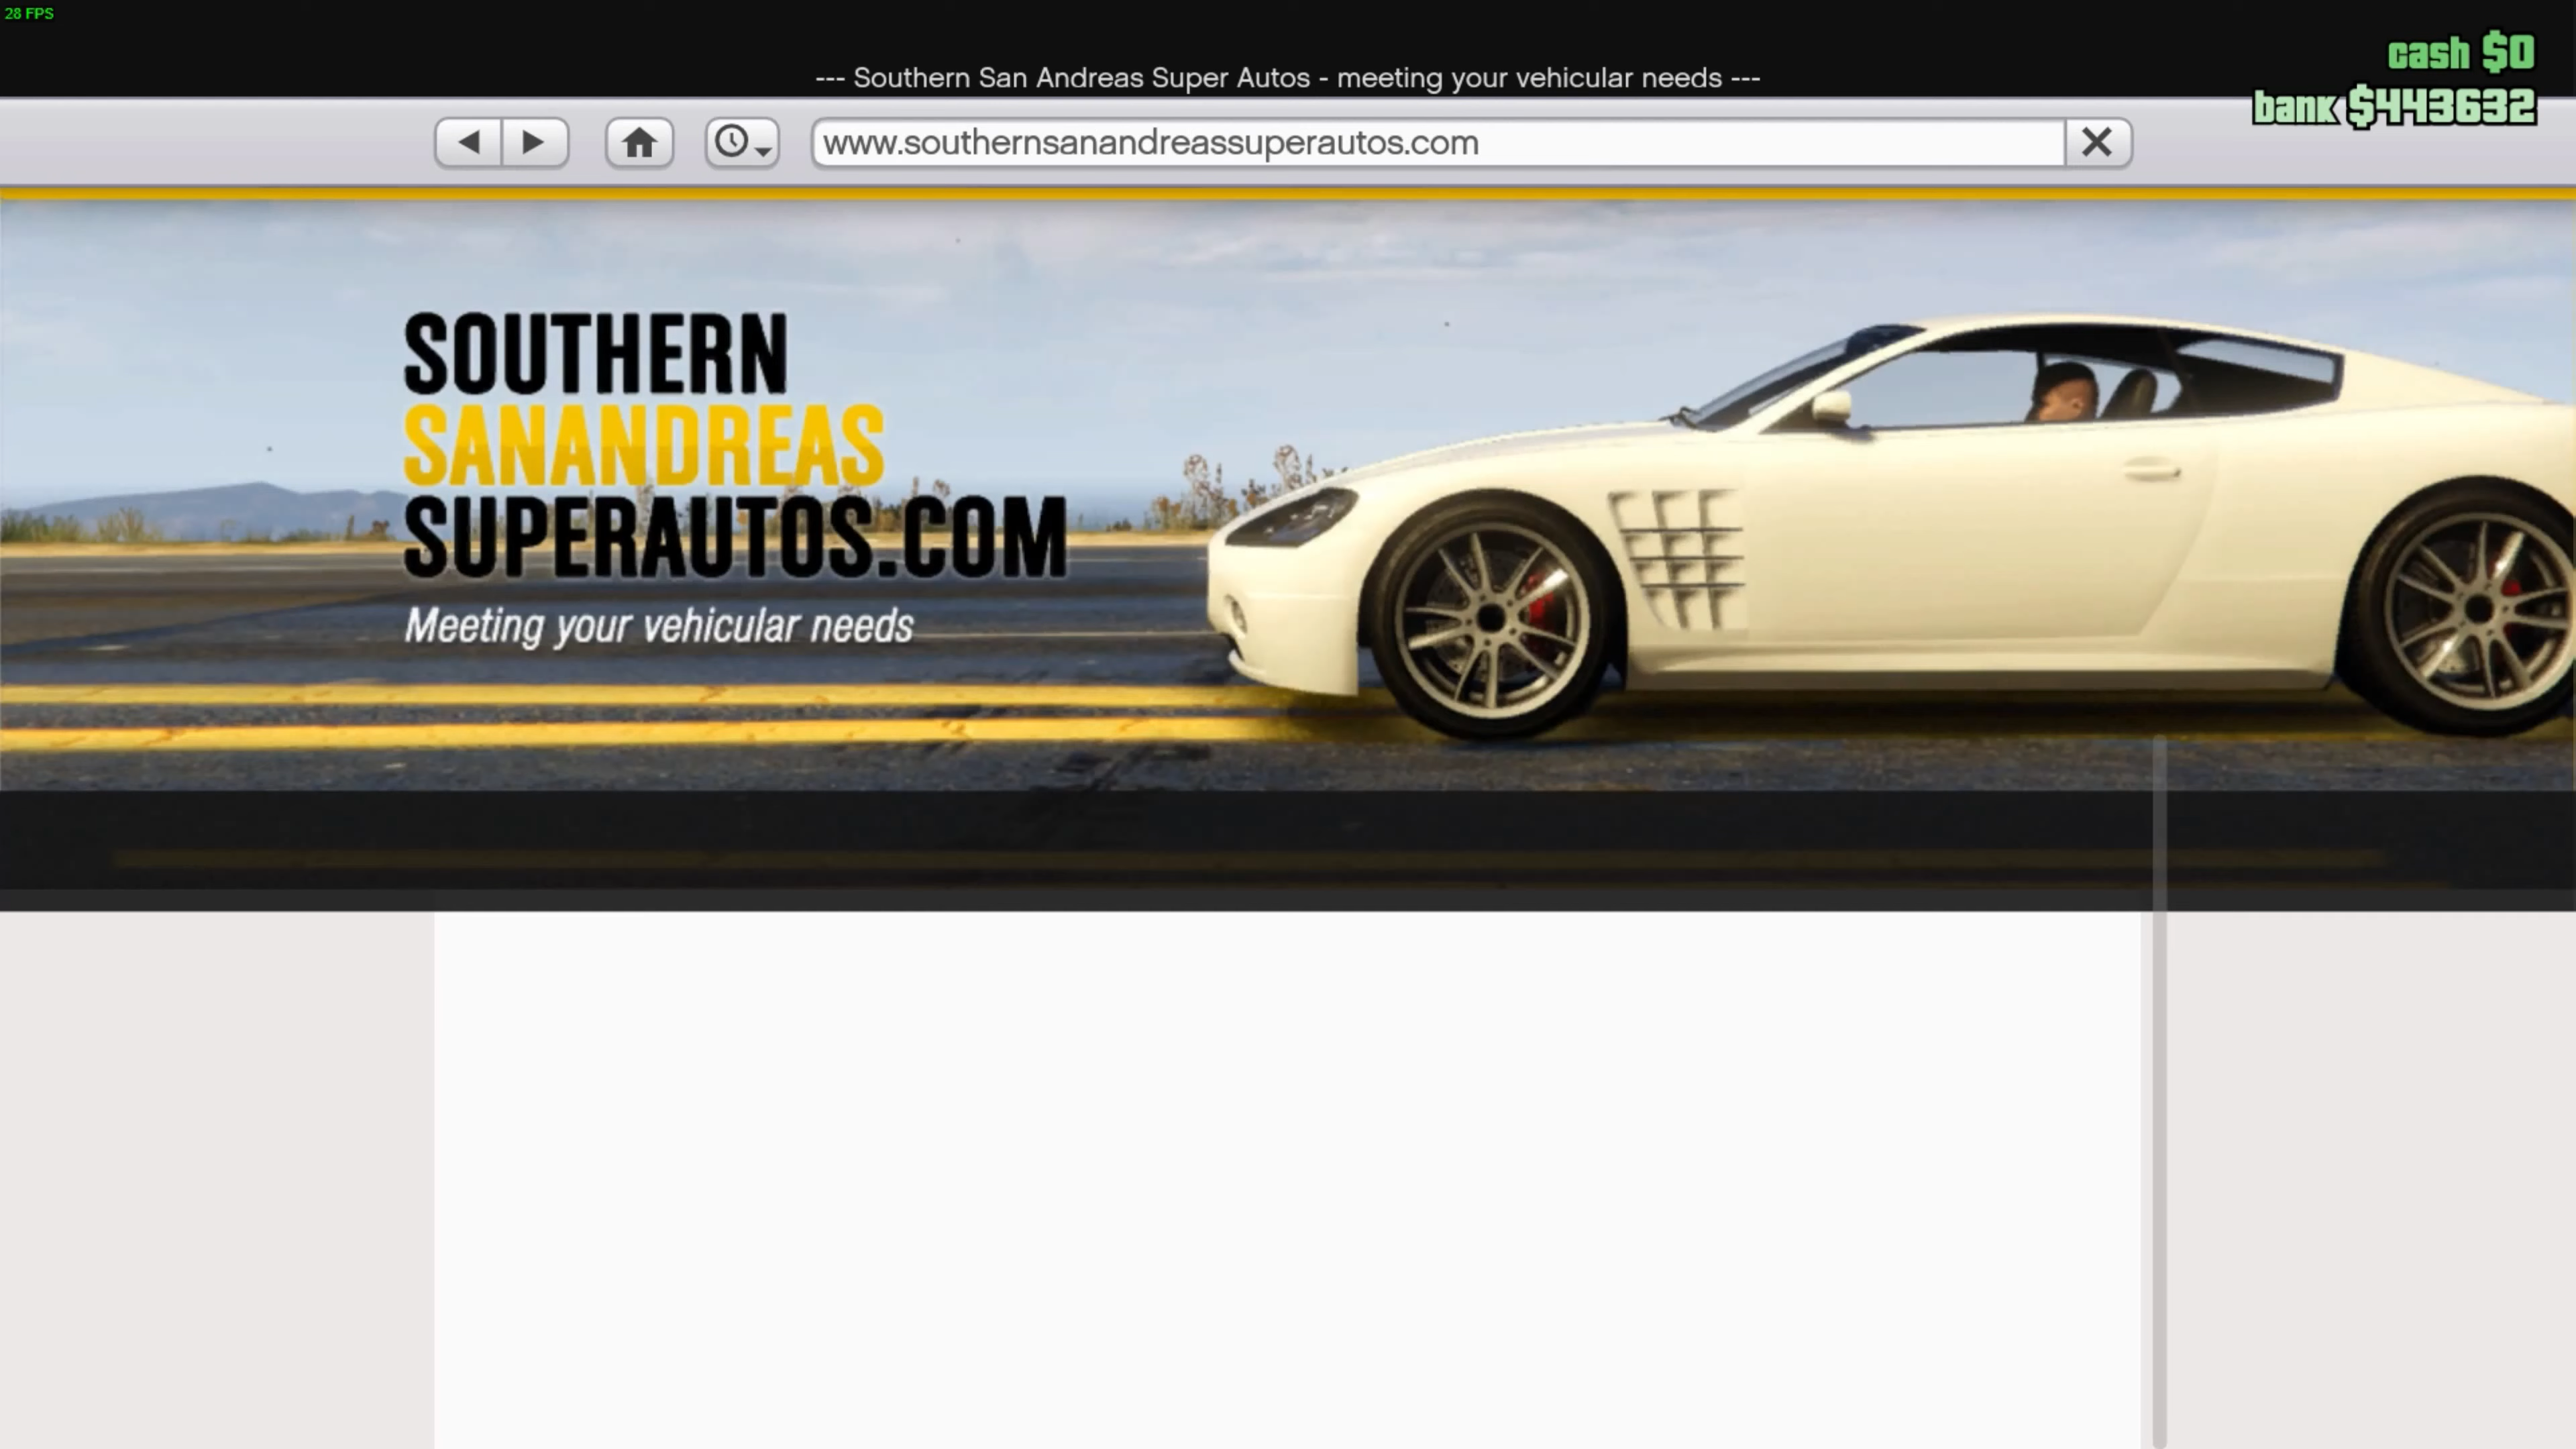 28 FPS
cash $0
--- Southern San Andreas Super Autos - meeting your vehicular needs ---
bank $443632
www.southernsanandreassuperautos.com
SOUTHERN
SANANDREAS
SUPERAUTOS.COM
Meeting your vehicular needs